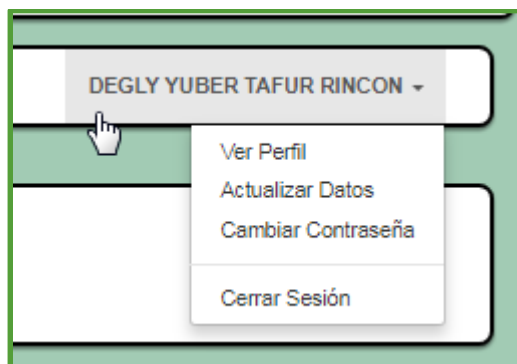 DEGLY YUBER TAFUR RINCON
Ver Perfil
Actualizar Datos
Cambiar Contraseña
Cerrar Sesión